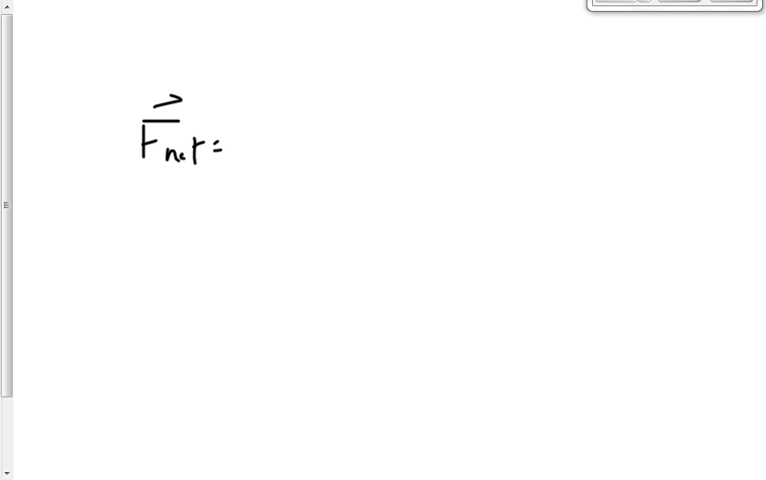 F⃗net =